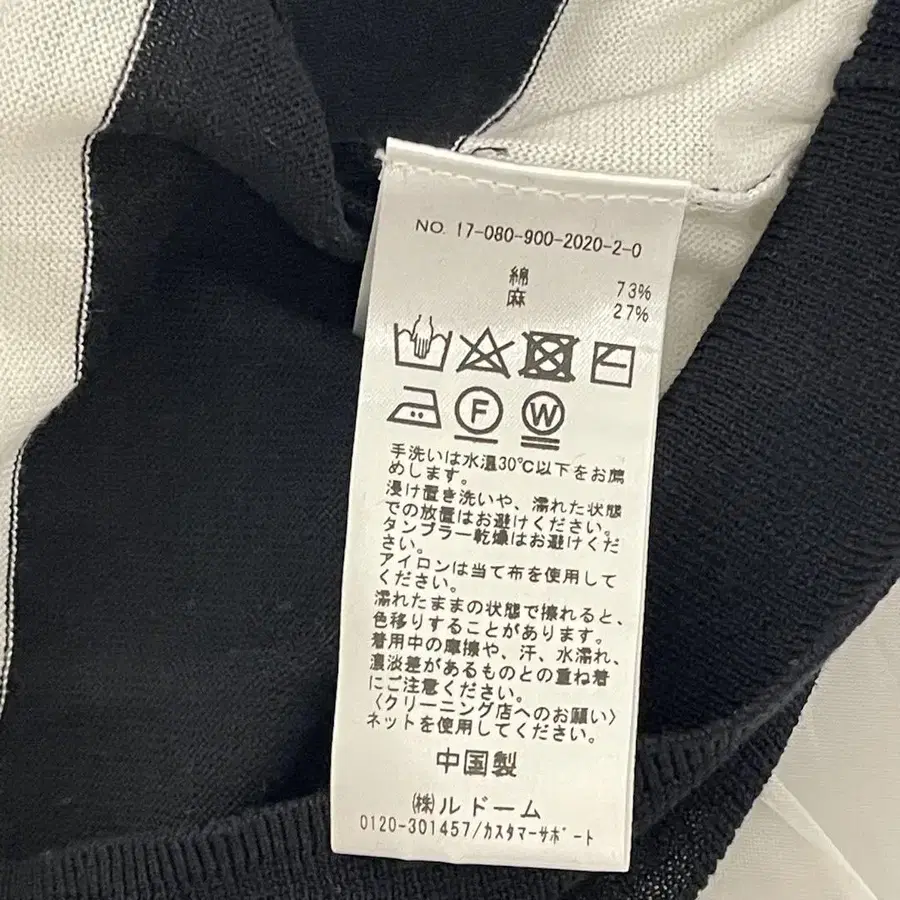 NO. 17-080-900-2020-2-0
綿 73%
麻 27%
F W
手洗いは水温30℃以下をお薦
めします。
浸け置き洗いや、濡れた状態
での放置はお避けください。
タンブラー乾燥はお避けくだ
さい。
アイロンは当て布を使用して
ください。
濡れたままの状態で擦れると、
色移りすることがあります。
着用中の摩擦や、汗、水濡れ、
濃淡差があるものとの重ね着
にご注意ください。
〈クリーニング店へのお願い〉
ネットを使用してください。
中国製
㈱ルドーム
0120-301457/カスタマーサポート